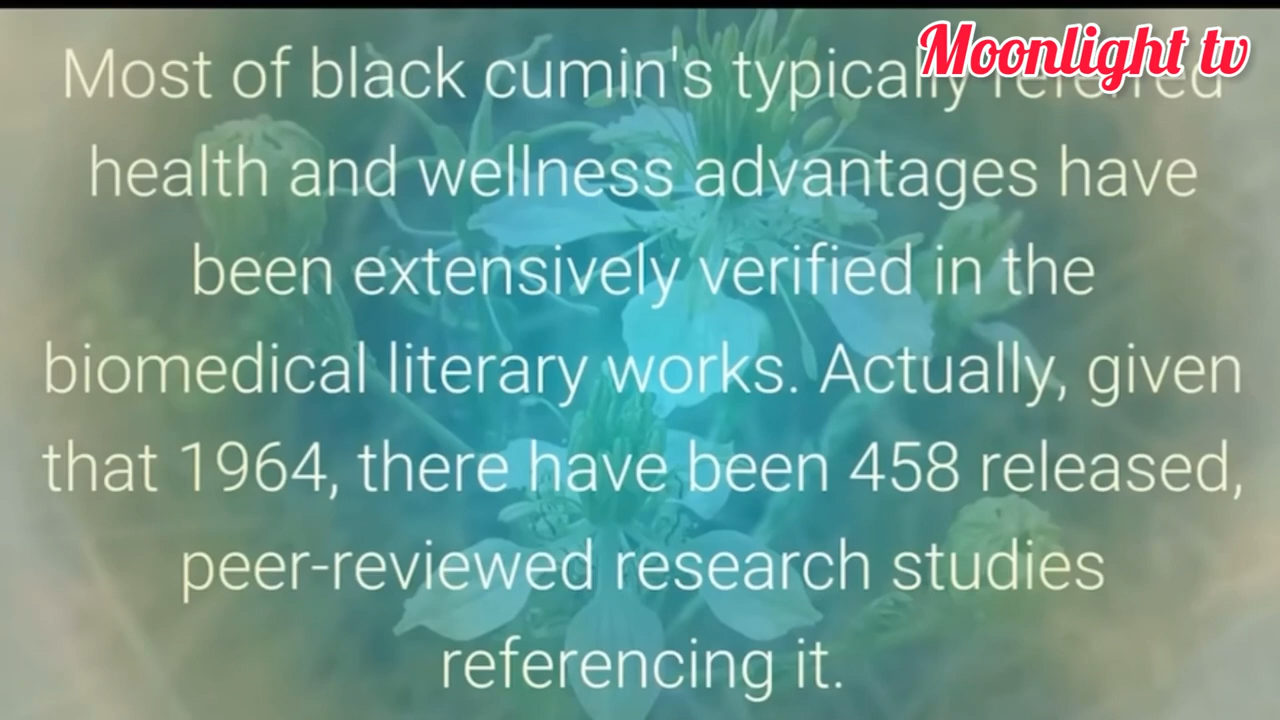 Moonlight tv
Most of black cumin's typically referred
health and wellness advantages have
been extensively verified in the
biomedical literary works. Actually, given
that 1964, there have been 458 released,
peer-reviewed research studies
referencing it.